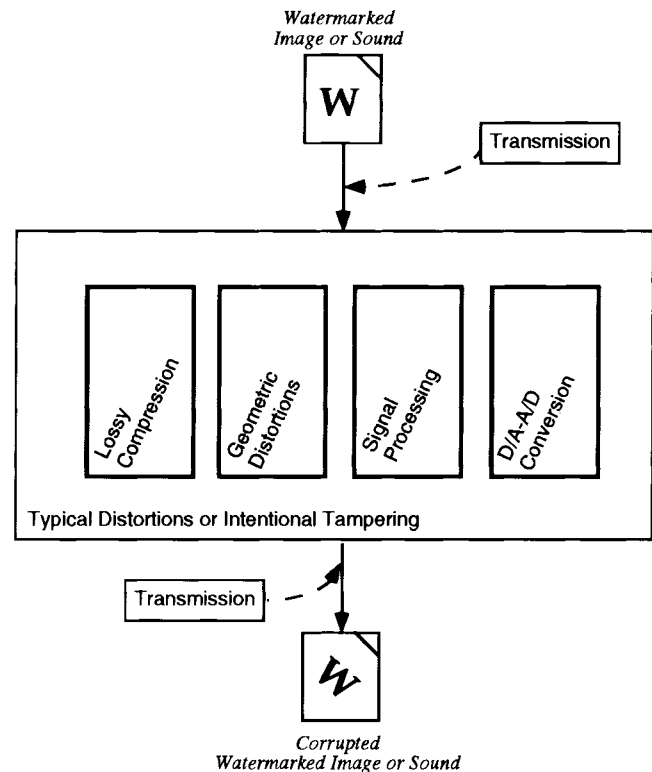 Watermarked
Image or Sound
W
Transmission
Lossy
Compression
Geometric
Distortions
Signal
Processing
D/A-A/D
Conversion
Typical Distortions or Intentional Tampering
Transmission
W
Corrupted
Watermarked Image or Sound